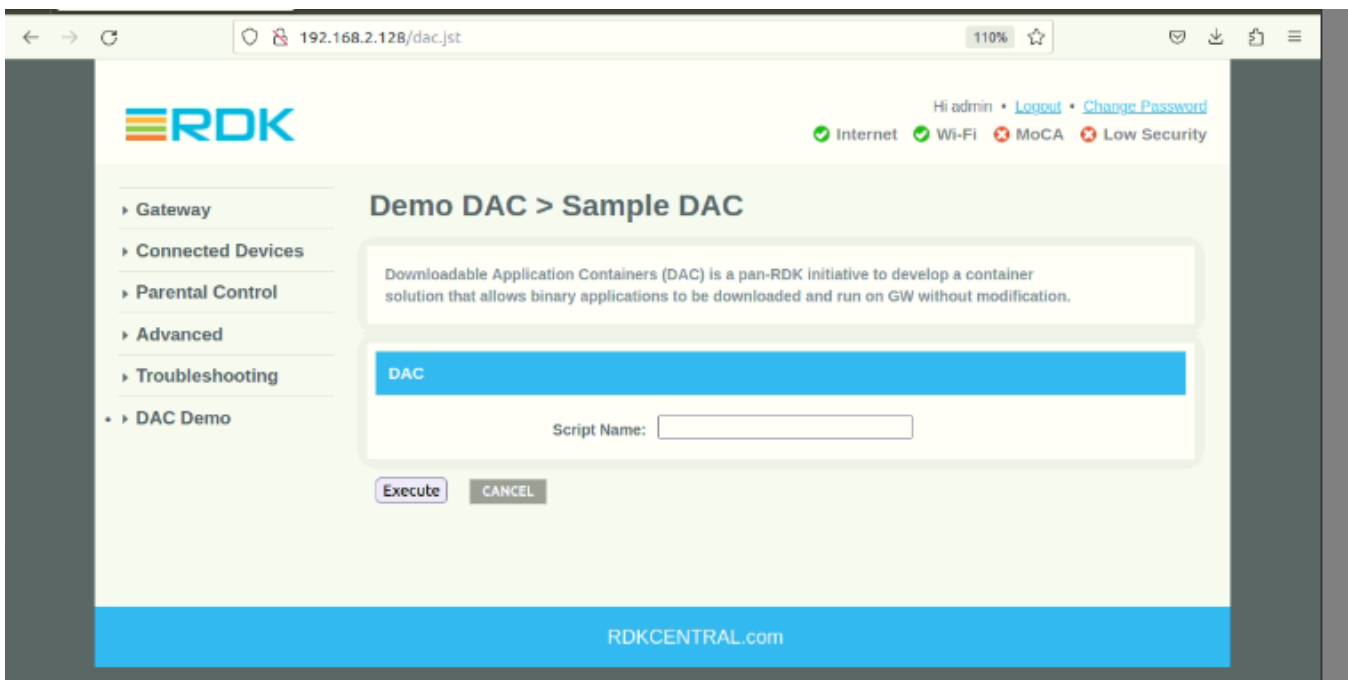 192.168.2.128/dac.jst
110%
RDK
Hi admin • Logout • Change Password
Internet Wi-Fi MoCA Low Security
Gateway
Connected Devices
Parental Control
Advanced
Troubleshooting
DAC Demo
Demo DAC > Sample DAC
Downloadable Application Containers (DAC) is a pan-RDK initiative to develop a container
solution that allows binary applications to be downloaded and run on GW without modification.
DAC
Script Name:
Execute CANCEL
RDKCENTRAL.com